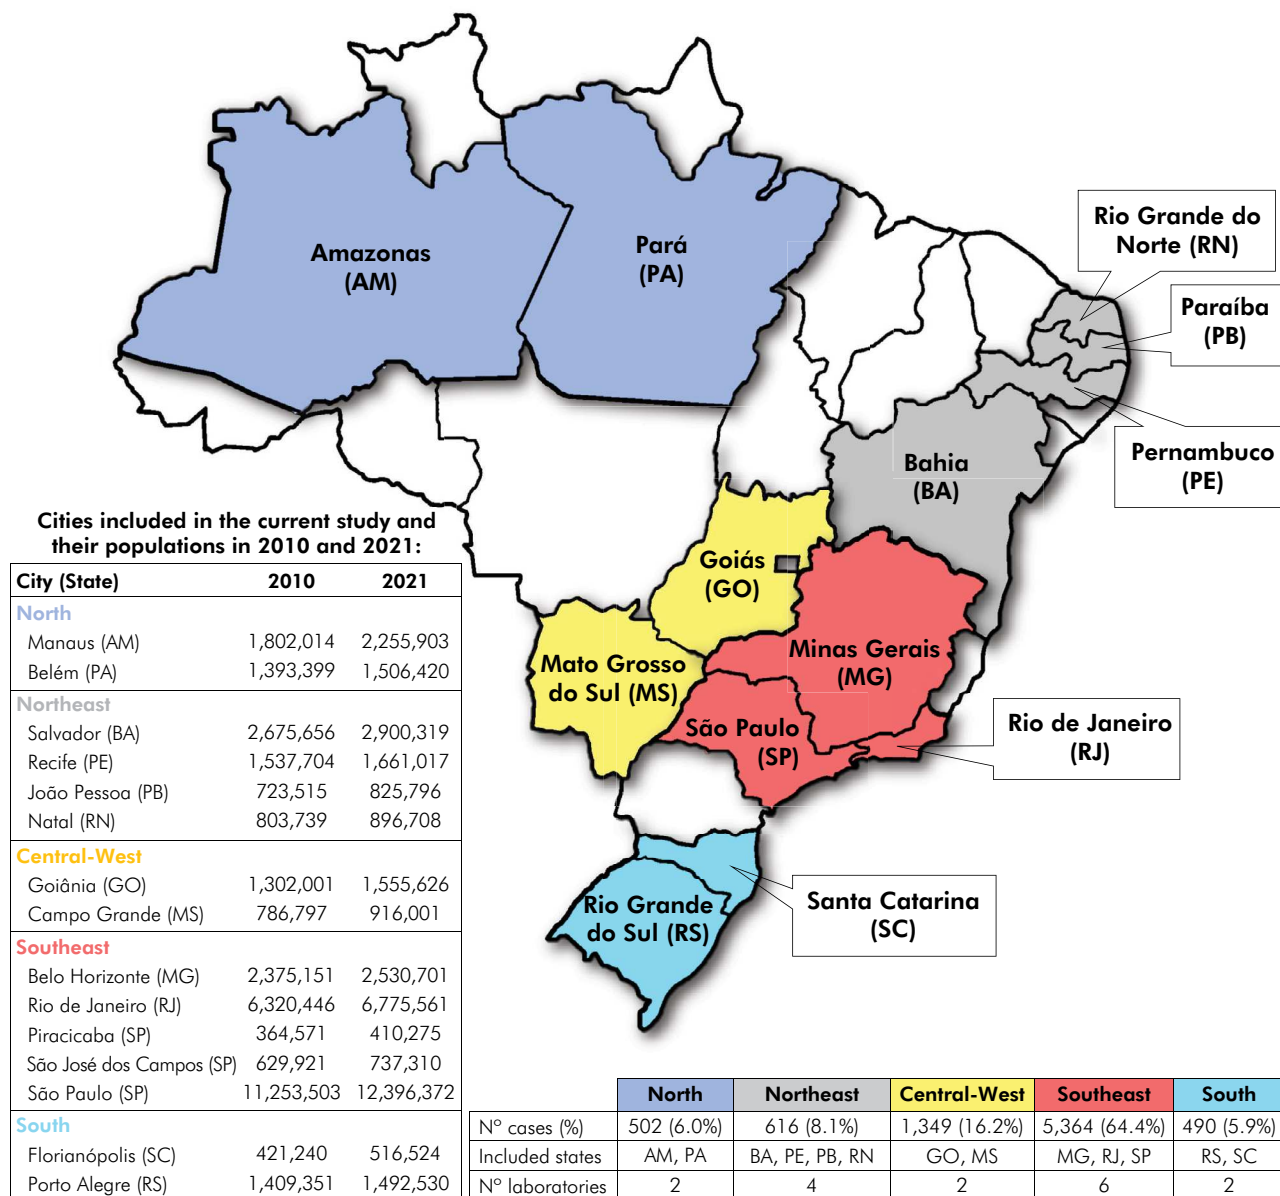 Rio Grande do
Norte (RN)
Paraíba
(PB)
Pernambuco
(PE)
Amazonas
(AM)
Pará
(PA)
Bahia
(BA)
Goiás
(GO)
Mato Grosso
do Sul (MS)
Minas Gerais
(MG)
São Paulo
(SP)
Rio de Janeiro
(RJ)
Santa Catarina
(SC)
Rio Grande
do Sul (RS)
Cities included in the current study and
their populations in 2010 and 2021:
City (State) 2010 2021
North
Manaus (AM) 1,802,014 2,255,903
Belém (PA) 1,393,399 1,506,420
Northeast
Salvador (BA) 2,675,656 2,900,319
Recife (PE) 1,537,704 1,661,017
João Pessoa (PB) 723,515 825,796
Natal (RN) 803,739 896,708
Central-West
Goiânia (GO) 1,302,001 1,555,626
Campo Grande (MS) 786,797 916,001
Southeast
Belo Horizonte (MG) 2,375,151 2,530,701
Rio de Janeiro (RJ) 6,320,446 6,775,561
Piracicaba (SP) 364,571 410,275
São José dos Campos (SP) 629,921 737,310
São Paulo (SP) 11,253,503 12,396,372
South
Florianópolis (SC) 421,240 516,524
Porto Alegre (RS) 1,409,351 1,492,530
North Northeast Central-West Southeast South
Nº cases (%) 502 (6.0%) 616 (8.1%) 1,349 (16.2%) 5,364 (64.4%) 490 (5.9%)
Included states AM, PA BA, PE, PB, RN GO, MS MG, RJ, SP RS, SC
Nº laboratories 2 4 2 6 2